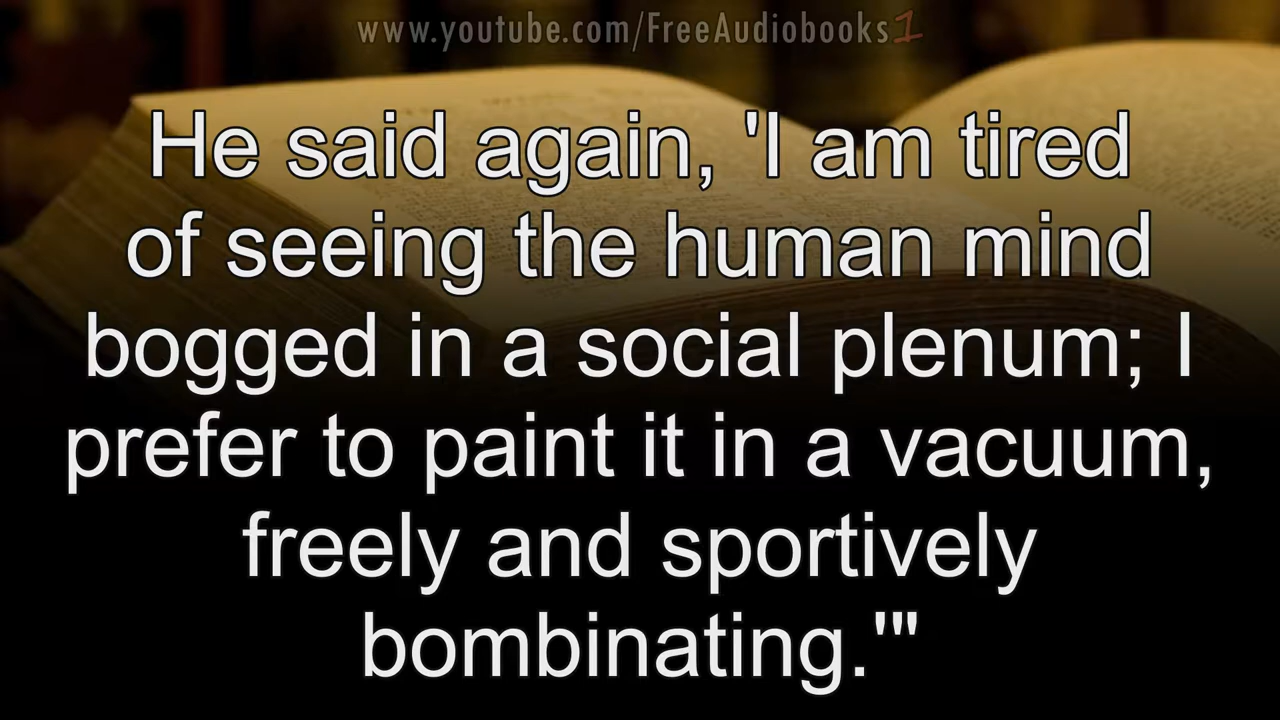 www.youtube.com/FreeAudiobooks1
He said again, 'I am tired
of seeing the human mind
bogged in a social plenum; I
prefer to paint it in a vacuum,
freely and sportively
bombinating.'"